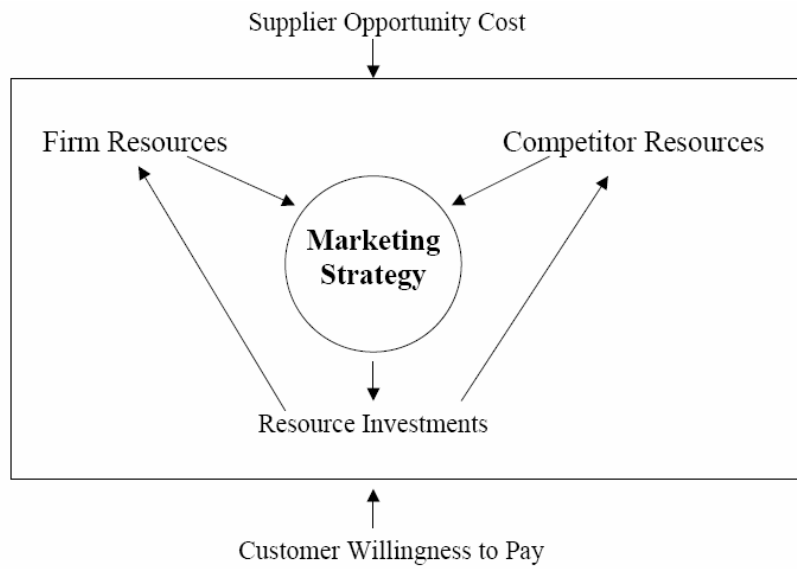 Supplier Opportunity Cost
Firm Resources
Competitor Resources
Marketing
Strategy
Resource Investments
Customer Willingness to Pay